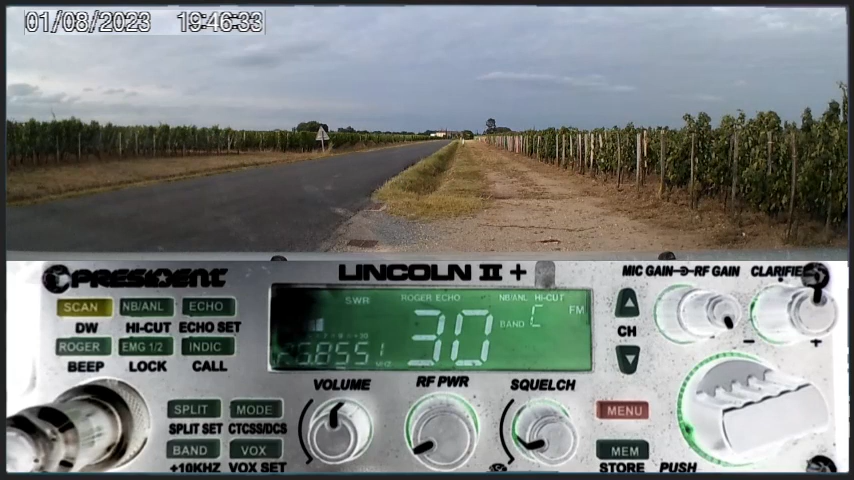 01/08/2023 19:46:33
PRESIDENT LINCOLN II + MIC GAIN RF GAIN CLARIFIER
SCAN NB/ANL ECHO
DW HI-CUT ECHO SET
ROGER EMG 1/2 INDIC
BEEP LOCK CALL
SWR ROGER ECHO NB/ANL HI-CUT
30 BAND C FM
CH
- +
VOLUME RF PWR SQUELCH
SPLIT MODE
SPLIT SET CTCSS/DCS
BAND VOX
+10KHZ VOX SET
MENU
MEM
STORE PUSH